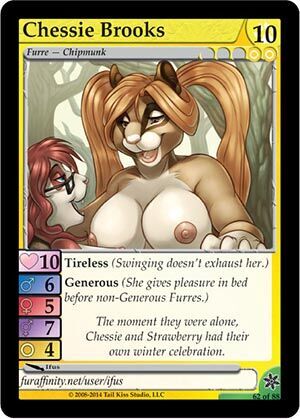 Chessie Brooks
10
Furre — Chipmunk
10
Tireless (Swinging doesn't exhaust her.)
6
Generous (She gives pleasure in bed
before non-Generous Furres.)
5
7
The moment they were alone,
Chessie and Strawberry had their
own winter celebration.
4
Ifus
© 2008-2014 Tail Kiss Studio, LLC
furaffinity.net/user/ifus
62 of 88